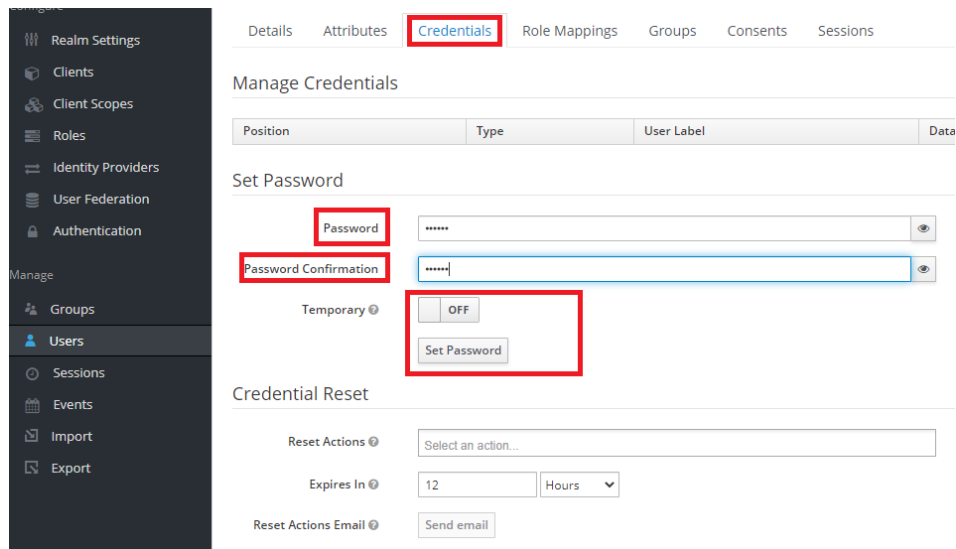 Configure
Realm Settings
Clients
Client Scopes
Roles
Identity Providers
User Federation
Authentication
Manage
Groups
Users
Sessions
Events
Import
Export
Details Attributes Credentials Role Mappings Groups Consents Sessions
Manage Credentials
Position Type User Label Data
Set Password
Password ••••••
Password Confirmation ••••••
Temporary OFF
Set Password
Credential Reset
Reset Actions Select an action...
Expires In 12 Hours
Reset Actions Email Send email